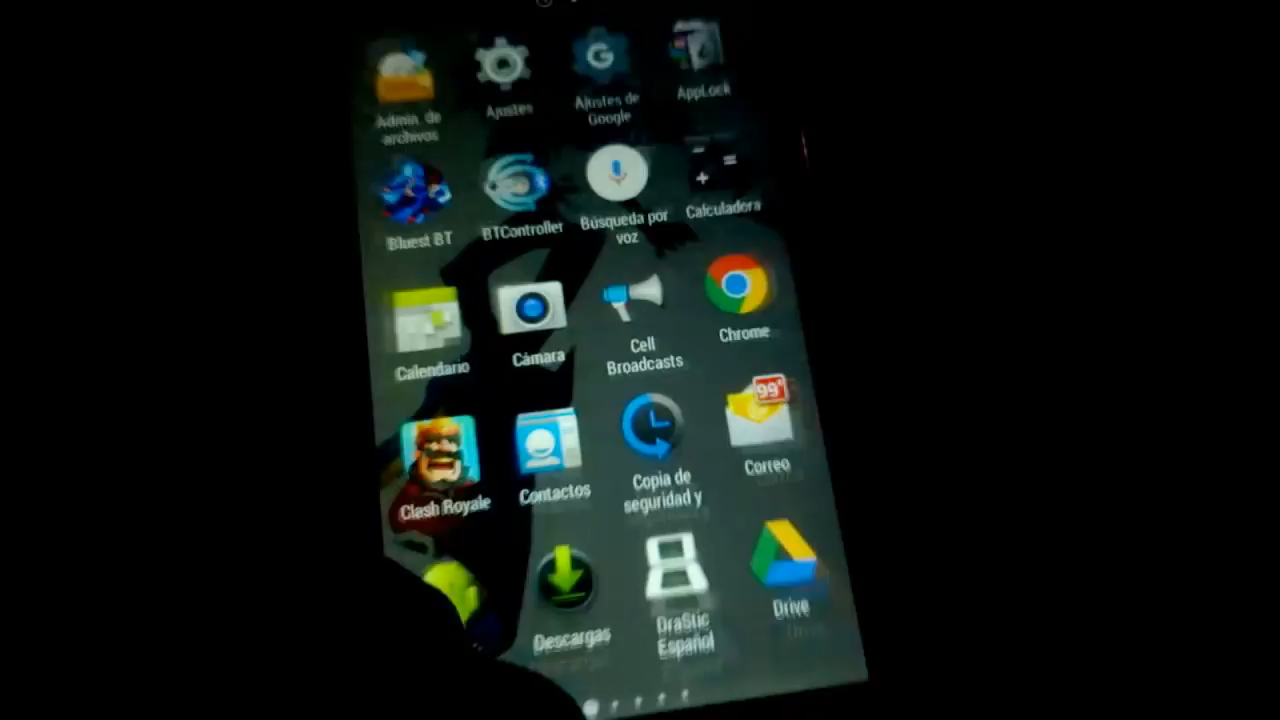 Admin. de
archivos
Ajustes
Ajustes de
Google
AppLock
Bluest BT
BTController
Búsqueda por
voz
Calculadora
Calendario
Cámara
Cell
Broadcasts
Chrome
Clash Royale
Contactos
Copia de
seguridad y
99+
Correo
Descargas
DraStic
Español
Drive